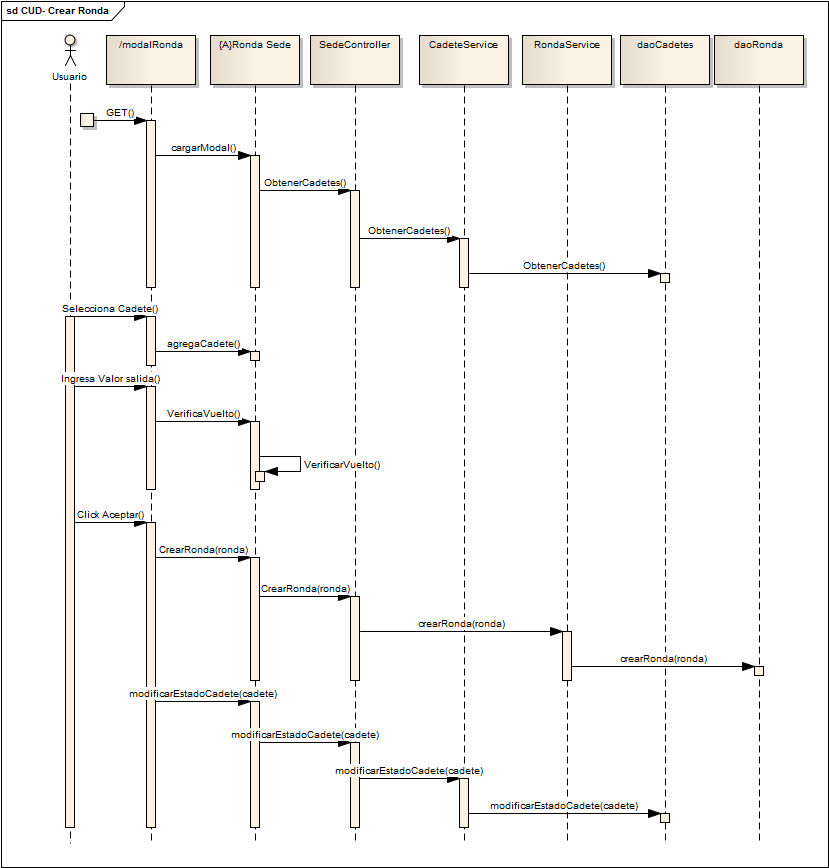 sd CUD- Crear Ronda
Usuario
/modalRonda
{A}Ronda Sede
SedeController
CadeteService
RondaService
daoCadetes
daoRonda
GET()
cargarModal()
ObtenerCadetes()
ObtenerCadetes()
ObtenerCadetes()
Selecciona Cadete()
agregaCadete()
Ingresa Valor salida()
VerificaVuelto()
VerificarVuelto()
Click Aceptar()
CrearRonda(ronda)
CrearRonda(ronda)
crearRonda(ronda)
crearRonda(ronda)
modificarEstadoCadete(cadete)
modificarEstadoCadete(cadete)
modificarEstadoCadete(cadete)
modificarEstadoCadete(cadete)